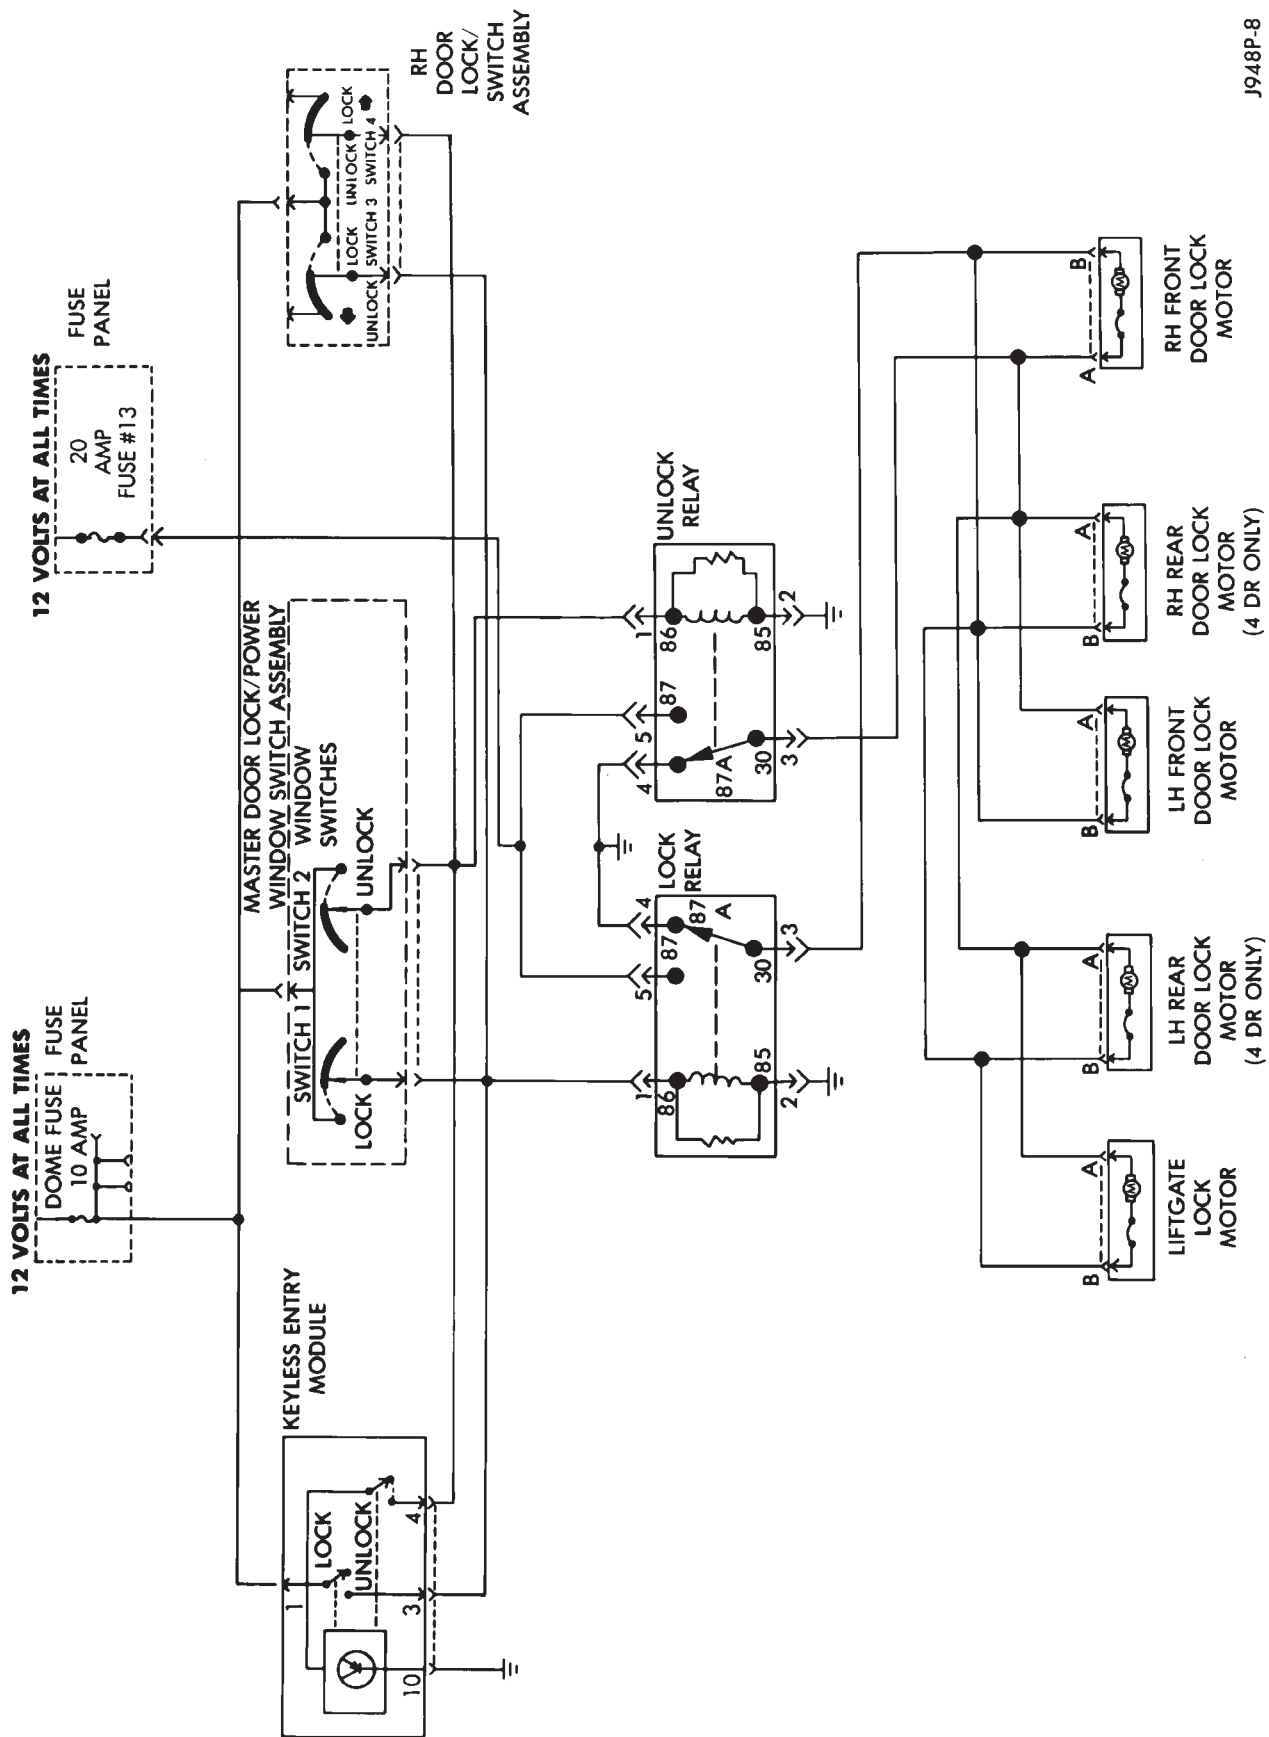 12 VOLTS AT ALL TIMES
DOME FUSE
10 AMP
FUSE
PANEL
12 VOLTS AT ALL TIMES
20
AMP
FUSE #13
FUSE
PANEL
KEYLESS ENTRY
MODULE
1
LOCK
UNLOCK
10
3
4
MASTER DOOR LOCK/POWER
WINDOW SWITCH ASSEMBLY
SWITCH 1
SWITCH 2
WINDOW
SWITCHES
LOCK
UNLOCK
UNLOCK
LOCK
SWITCH 3
UNLOCK
SWITCH 4
LOCK
RH
DOOR
LOCK/
SWITCH
ASSEMBLY
LOCK
RELAY
1
86
85
2
5
87
4
87
A
30
3
UNLOCK
RELAY
4
87A
5
87
30
3
1
86
85
2
B
A
LIFTGATE
LOCK
MOTOR
B
A
LH REAR
DOOR LOCK
MOTOR
(4 DR ONLY)
B
A
LH FRONT
DOOR LOCK
MOTOR
B
A
RH REAR
DOOR LOCK
MOTOR
(4 DR ONLY)
A
B
RH FRONT
DOOR LOCK
MOTOR
M
M
M
M
M
J948P-8